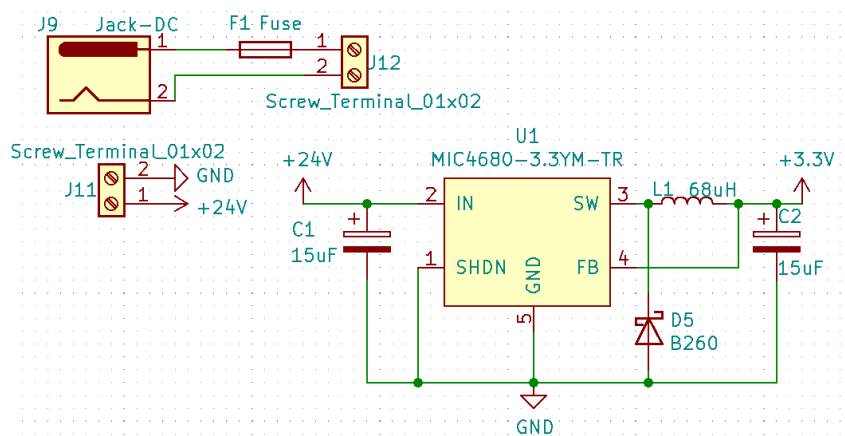 J9 Jack-DC
F1 Fuse
1
2
1
2
J12
Screw_Terminal_01x02
Screw_Terminal_01x02
2
GND
J11
1
+24V
U1
MIC4680-3.3YM-TR
+24V
+3.3V
2 IN
SW 3
L1 68uH
C1
15uF
+
1 SHDN
GND
5
FB 4
+ C2
15uF
D5
B260
GND